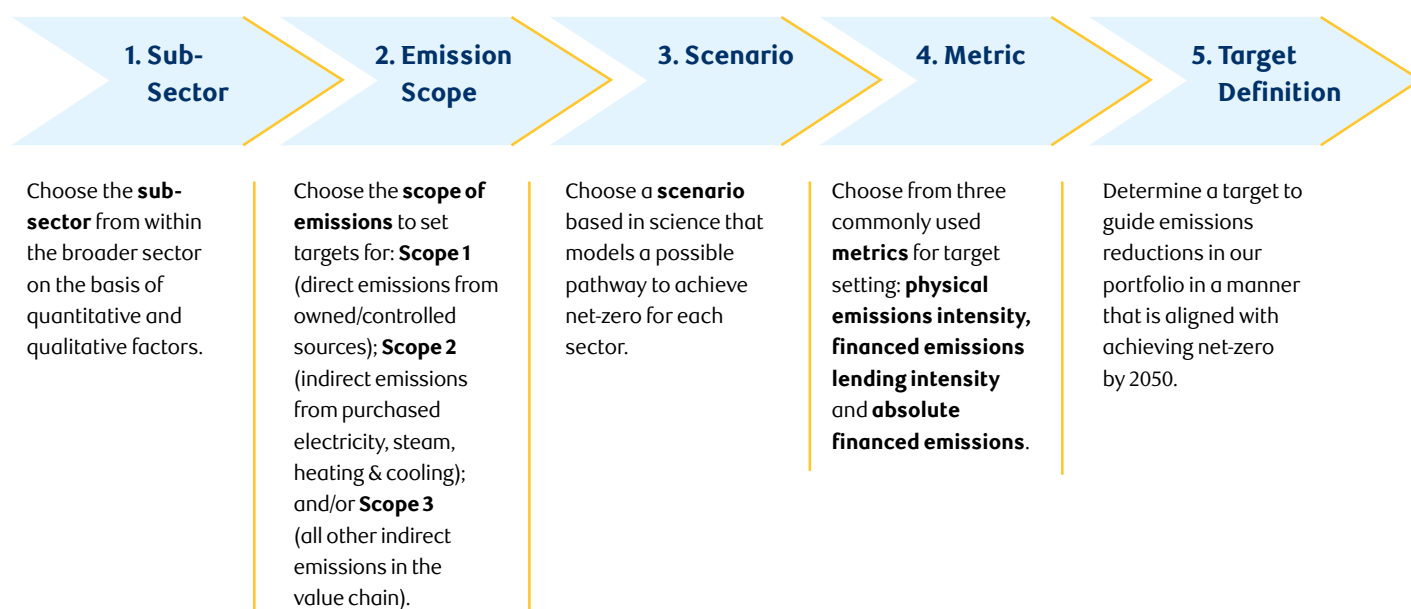 1. Sub-
Sector
2. Emission
Scope
3. Scenario
4. Metric
5. Target
Definition
Choose the sub-
sector from within
the broader sector
on the basis of
quantitative and
qualitative factors.
Choose the scope of
emissions to set
targets for: Scope 1
(direct emissions from
owned/controlled
sources); Scope 2
(indirect emissions
from purchased
electricity, steam,
heating & cooling);
and/or Scope 3
(all other indirect
emissions in the
value chain).
Choose a scenario
based in science that
models a possible
pathway to achieve
net-zero for each
sector.
Choose from three
commonly used
metrics for target
setting: physical
emissions intensity,
financed emissions
lending intensity
and absolute
financed emissions.
Determine a target to
guide emissions
reductions in our
portfolio in a manner
that is aligned with
achieving net-zero
by 2050.